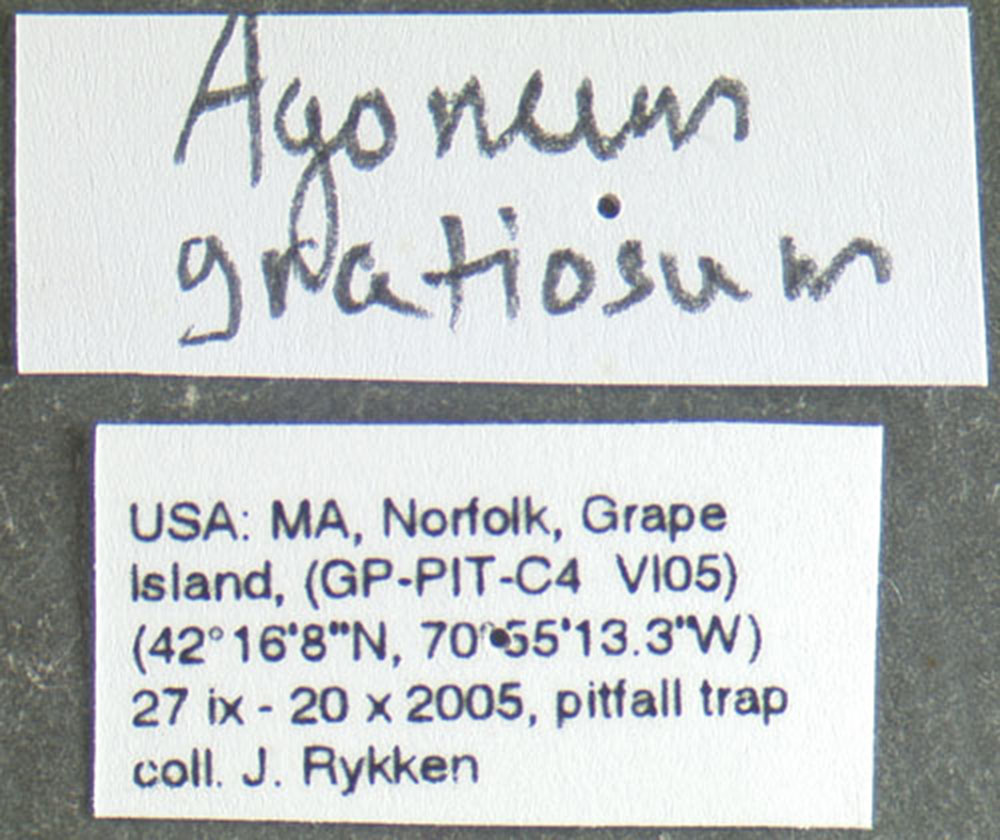 Agonum
gratiosum
USA: MA, Norfolk, Grape
Island, (GP-PIT-C4 VI05)
(42°16'8"N, 70°55'13.3"W)
27 ix - 20 x 2005, pitfall trap
coll. J. Rykken